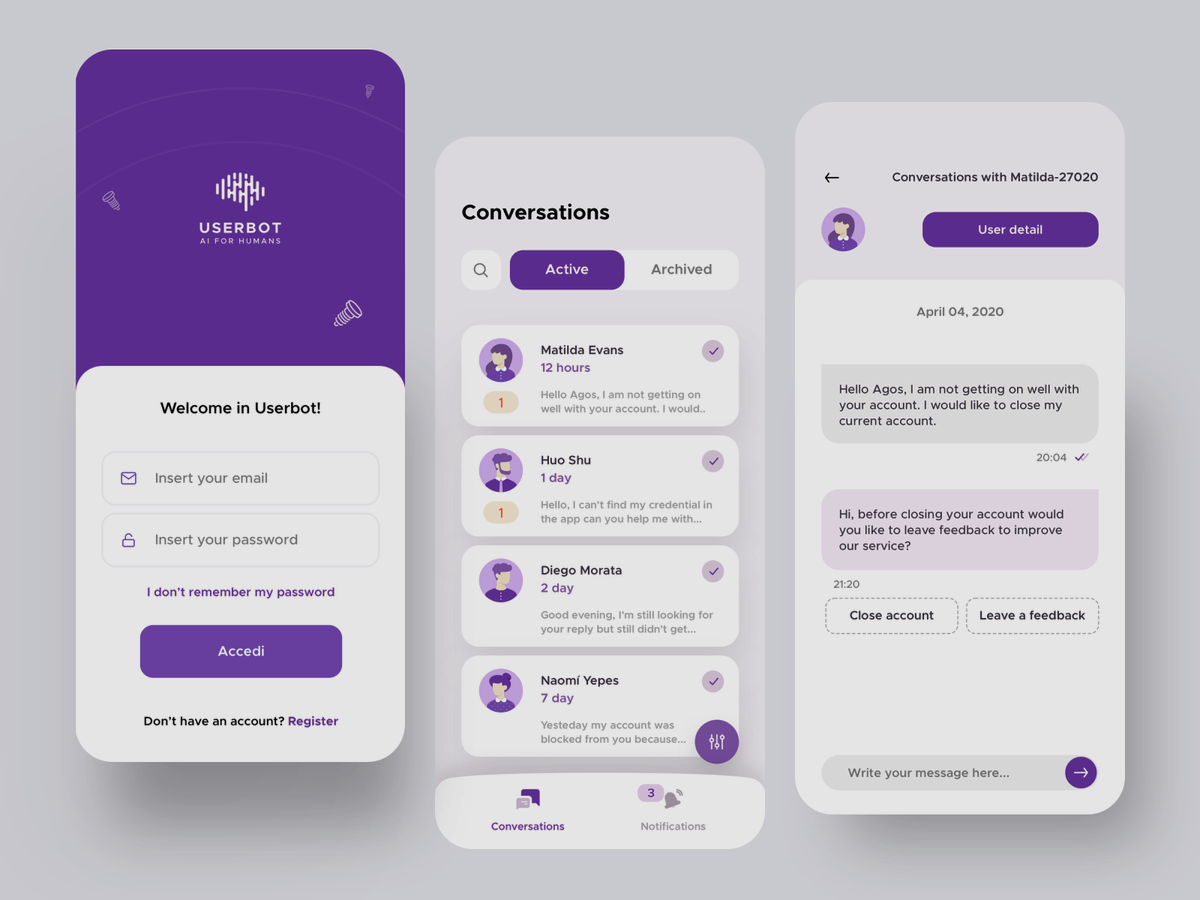 USERBOT
AI FOR HUMANS
Welcome in Userbot!
Insert your email
Insert your password
I don't remember my password
Accedi
Don't have an account? Register
Conversations
Active
Archived
Matilda Evans
12 hours
1
Hello Agos, I am not getting on
well with your account. I would..
Huo Shu
1 day
1
Hello, I can't find my credential in
the app can you help me with...
Diego Morata
2 day
Good evening, I'm still looking for
your reply but still didn't get...
Naomí Yepes
7 day
Yesteday my account was
blocked from you because...
Conversations
3
Notifications
Conversations with Matilda-27020
User detail
April 04, 2020
Hello Agos, I am not getting on well with
your account. I would like to close my
current account.
20:04
Hi, before closing your account would
you like to leave feedback to improve
our service?
21:20
Close account
Leave a feedback
Write your message here...